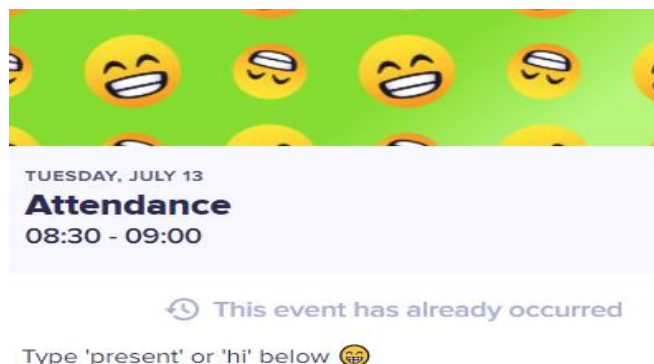 TUESDAY, JULY 13
Attendance
08:30 - 09:00
This event has already occurred
Type 'present' or 'hi' below 😁